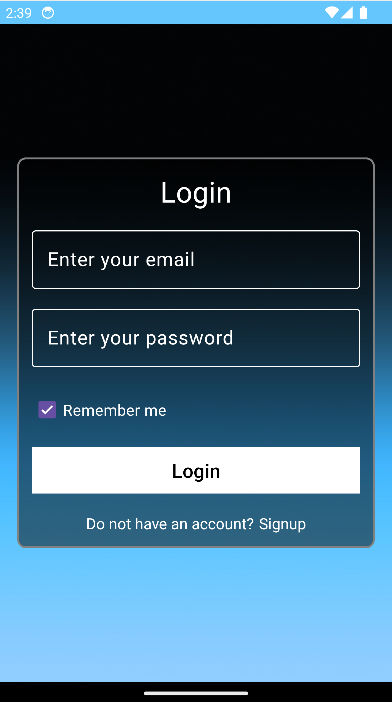 2:39
Login
Enter your email
Enter your password
Remember me
Login
Do not have an account? Signup